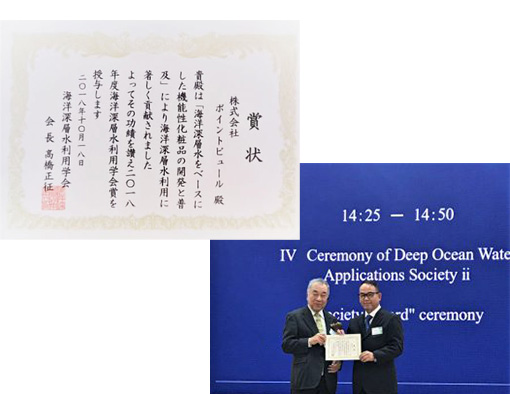 賞状
株式会社
ポイントピュール 殿
貴殿は「海洋深層水をベースに
した機能性化粧品の開発と普
及」により海洋深層水利用に
著しく貢献されました
よってその功績を讃え二〇一八
年度海洋深層水利用学会賞を
授与します
二〇一八年十月一八日
海洋深層水利用学会
会長 高橋正征
14:25 － 14:50
IV Ceremony of Deep Ocean Wate
Applications Society ii
ceremony